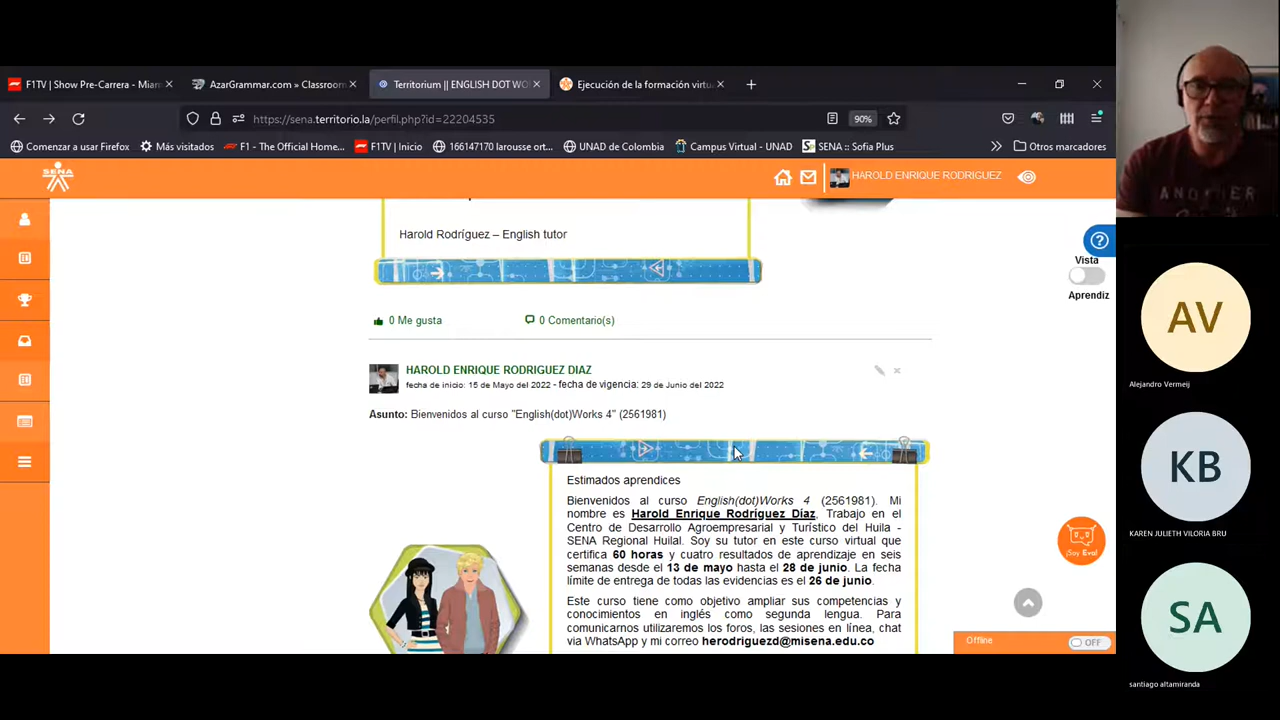 F1TV | Show Pre-Carrera - Miam
AzarGrammar.com » Classroom
Territorium || ENGLISH DOT WO
Ejecución de la formación virtua
https://sena.territorio.la/perfil.php?id=22204535
90%
Comenzar a usar Firefox
Más visitados
F1 - The Official Home...
F1TV | Inicio
166147170 larousse ort...
UNAD de Colombia
Campus Virtual - UNAD
SENA :: Sofia Plus
Otros marcadores
SENA
HAROLD ENRIQUE RODRIGUEZ
Harold Rodríguez – English tutor
Vista
Aprendiz
0 Me gusta
0 Comentario(s)
HAROLD ENRIQUE RODRIGUEZ DIAZ
fecha de inicio: 15 de Mayo del 2022 - fecha de vigencia: 29 de Junio del 2022
Asunto: Bienvenidos al curso "English(dot)Works 4" (2561981)
Estimados aprendices
Bienvenidos al curso English(dot)Works 4 (2561981). Mi
nombre es Harold Enrique Rodríguez Díaz. Trabajo en el
Centro de Desarrollo Agroempresarial y Turístico del Huila -
SENA Regional Huilal. Soy su tutor en este curso virtual que
certifica 60 horas y cuatro resultados de aprendizaje en seis
semanas desde el 13 de mayo hasta el 28 de junio. La fecha
límite de entrega de todas las evidencias es el 26 de junio.
Este curso tiene como objetivo ampliar sus competencias y
conocimientos en inglés como segunda lengua. Para
comunicarnos utilizaremos los foros, las sesiones en línea, chat
via WhatsApp y mi correo herodriguezd@misena.edu.co
¡Soy Eva!
Offline
OFF
ANOTHER
AV
Alejandro Vermeij
KB
KAREN JULIETH VILORIA BRU
SA
santiago altamiranda